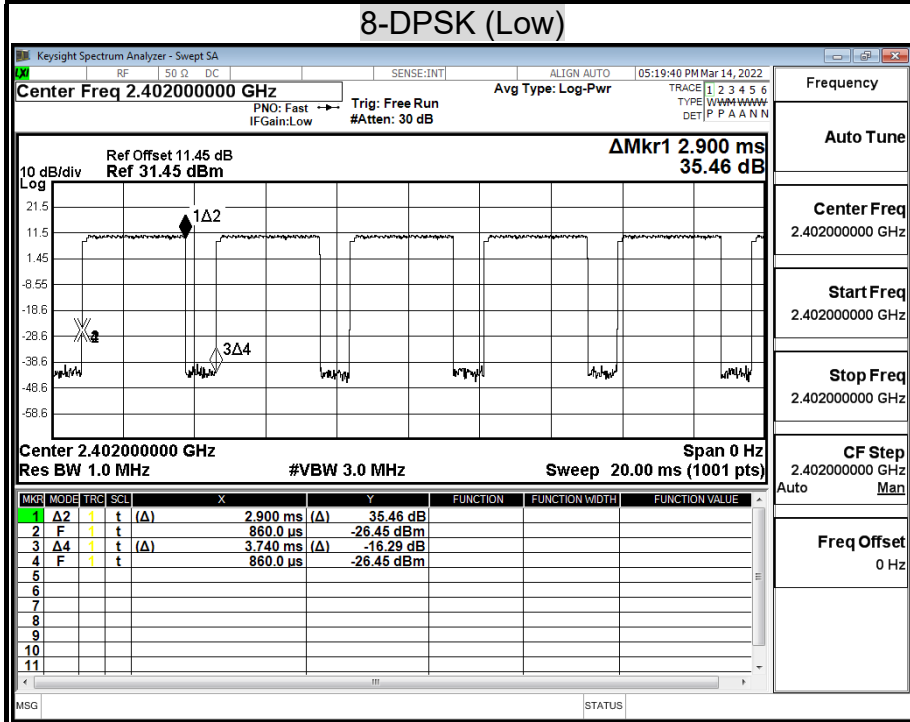 8-DPSK (Low)
Keysight Spectrum Analyzer - Swept SA
LXI RF 50 Ω DC SENSE:INT ALIGN AUTO 05:19:40 PM Mar 14, 2022
Center Freq 2.402000000 GHz
PNO: Fast
IFGain:Low
Trig: Free Run
#Atten: 30 dB
Avg Type: Log-Pwr
TRACE 1 2 3 4 5 6
TYPE WWMWWWW
DET P P A A N N
ΔMkr1 2.900 ms
35.46 dB
Ref Offset 11.45 dB
10 dB/div Ref 31.45 dBm
Log
21.5
11.5
1.45
-8.55
-18.6
-28.6
-38.6
-48.6
-58.6
1Δ2
3Δ4
Center 2.402000000 GHz Span 0 Hz
Res BW 1.0 MHz #VBW 3.0 MHz Sweep 20.00 ms (1001 pts)
MKR MODE TRC SCL X Y FUNCTION FUNCTION WIDTH FUNCTION VALUE
1 Δ2 1 t (Δ) 2.900 ms (Δ) 35.46 dB
2 F 1 t 860.0 µs -26.45 dBm
3 Δ4 1 t (Δ) 3.740 ms (Δ) -16.29 dB
4 F 1 t 860.0 µs -26.45 dBm
5
6
7
8
9
10
11
MSG STATUS
Frequency
Auto Tune
Center Freq
2.402000000 GHz
Start Freq
2.402000000 GHz
Stop Freq
2.402000000 GHz
CF Step
2.402000000 GHz
Auto Man
Freq Offset
0 Hz